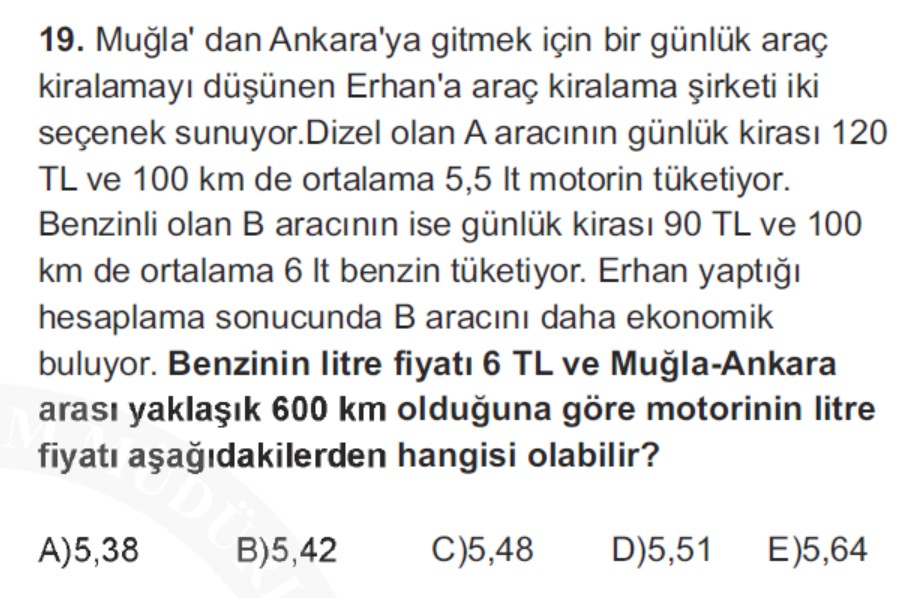 19. Muğla' dan Ankara'ya gitmek için bir günlük araç
kiralamayı düşünen Erhan'a araç kiralama şirketi iki
seçenek sunuyor.Dizel olan A aracının günlük kirası 120
TL ve 100 km de ortalama 5,5 lt motorin tüketiyor.
Benzinli olan B aracının ise günlük kirası 90 TL ve 100
km de ortalama 6 lt benzin tüketiyor. Erhan yaptığı
hesaplama sonucunda B aracını daha ekonomik
buluyor. Benzinin litre fiyatı 6 TL ve Muğla-Ankara
arası yaklaşık 600 km olduğuna göre motorinin litre
fiyatı aşağıdakilerden hangisi olabilir?
A)5,38 B)5,42 C)5,48 D)5,51 E)5,64